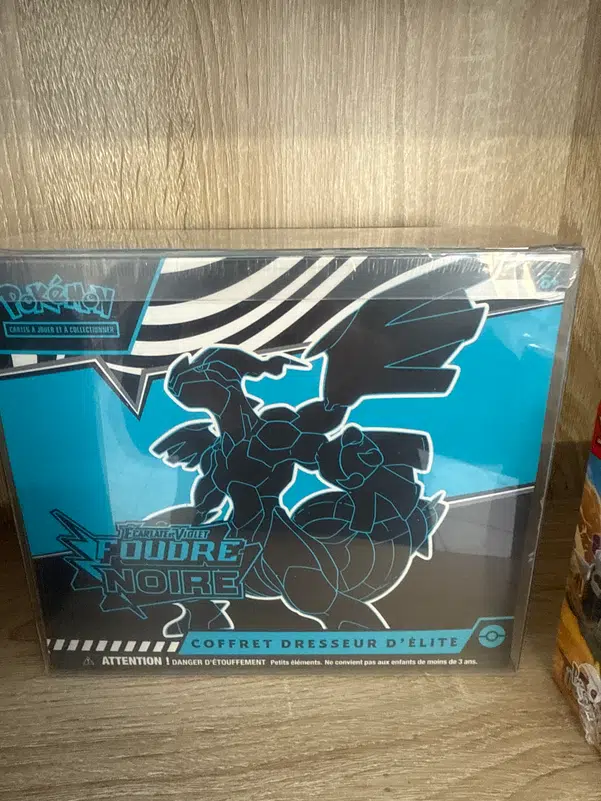 POKÉMON
CARTES À JOUER ET À COLLECTIONNER
ÉCARLATE ET VIOLET
FOUDRE
NOIRE
COFFRET DRESSEUR D'ÉLITE
ATTENTION ! DANGER D'ÉTOUFFEMENT Petits éléments. Ne convient pas aux enfants de moins de 3 ans.